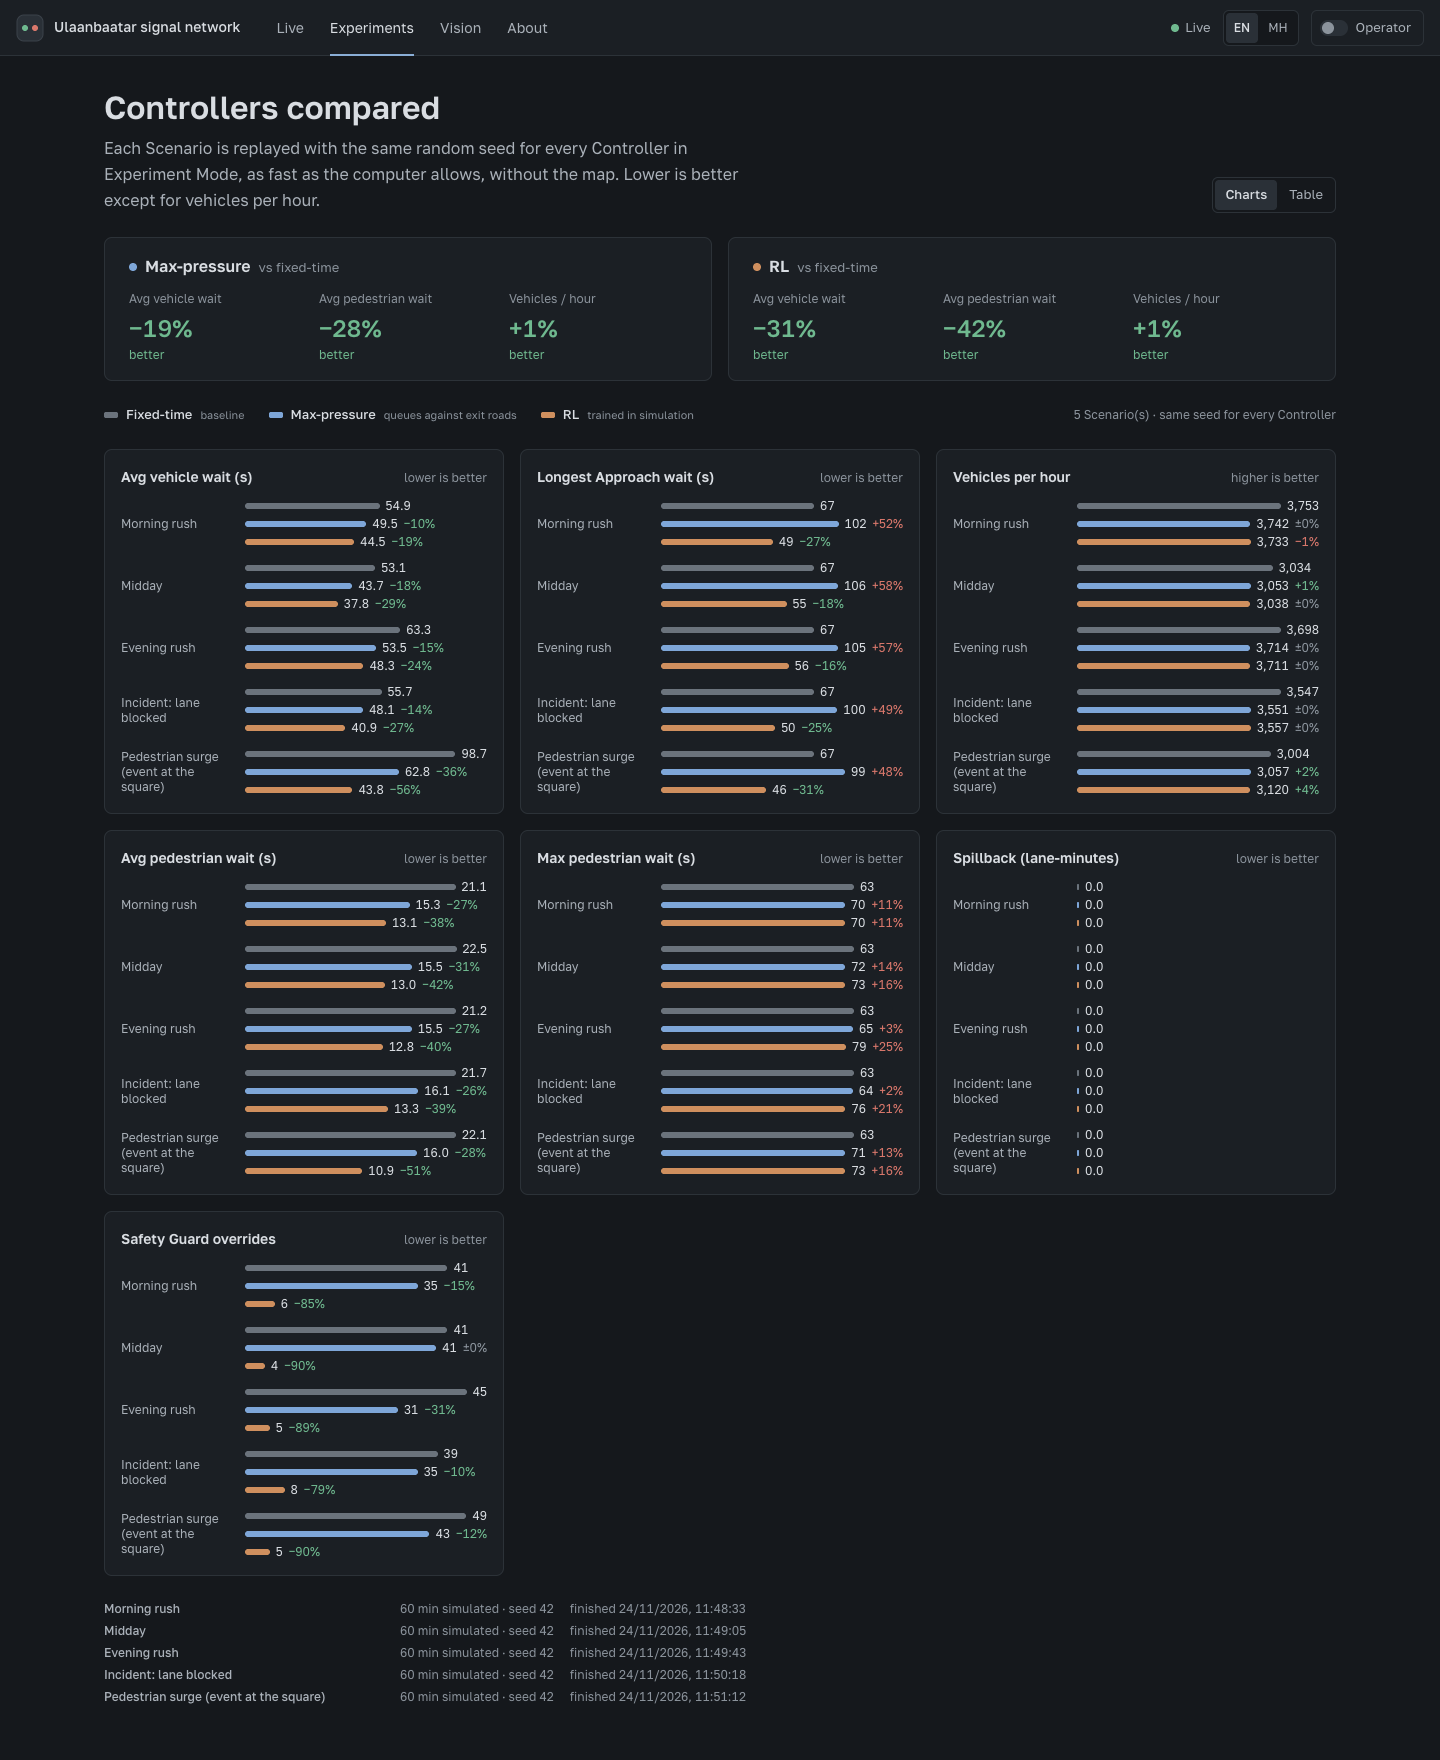 Ulaanbaatar signal network
Live
Experiments
Vision
About
Live
EN
МН
Operator
Controllers compared
Each Scenario is replayed with the same random seed for every Controller in
Experiment Mode, as fast as the computer allows, without the map. Lower is better
except for vehicles per hour.
Charts
Table
Max-pressure vs fixed-time
Avg vehicle wait
Avg pedestrian wait
Vehicles / hour
−19%
−28%
+1%
better
better
better
RL vs fixed-time
Avg vehicle wait
Avg pedestrian wait
Vehicles / hour
−31%
−42%
+1%
better
better
better
Fixed-time baseline
Max-pressure queues against exit roads
RL trained in simulation
5 Scenario(s) · same seed for every Controller
Avg vehicle wait (s)
lower is better
Morning rush
54.9
49.5 −10%
44.5 −19%
Midday
53.1
43.7 −18%
37.8 −29%
Evening rush
63.3
53.5 −15%
48.3 −24%
Incident: lane
blocked
55.7
48.1 −14%
40.9 −27%
Pedestrian surge
(event at the
square)
98.7
62.8 −36%
43.8 −56%
Longest Approach wait (s)
lower is better
Morning rush
67
102 +52%
49 −27%
Midday
67
106 +58%
55 −18%
Evening rush
67
105 +57%
56 −16%
Incident: lane
blocked
67
100 +49%
50 −25%
Pedestrian surge
(event at the
square)
67
99 +48%
46 −31%
Vehicles per hour
higher is better
Morning rush
3,753
3,742 ±0%
3,733 −1%
Midday
3,034
3,053 +1%
3,038 ±0%
Evening rush
3,698
3,714 ±0%
3,711 ±0%
Incident: lane
blocked
3,547
3,551 ±0%
3,557 ±0%
Pedestrian surge
(event at the
square)
3,004
3,057 +2%
3,120 +4%
Avg pedestrian wait (s)
lower is better
Morning rush
21.1
15.3 −27%
13.1 −38%
Midday
22.5
15.5 −31%
13.0 −42%
Evening rush
21.2
15.5 −27%
12.8 −40%
Incident: lane
blocked
21.7
16.1 −26%
13.3 −39%
Pedestrian surge
(event at the
square)
22.1
16.0 −28%
10.9 −51%
Max pedestrian wait (s)
lower is better
Morning rush
63
70 +11%
70 +11%
Midday
63
72 +14%
73 +16%
Evening rush
63
65 +3%
79 +25%
Incident: lane
blocked
63
64 +2%
76 +21%
Pedestrian surge
(event at the
square)
63
71 +13%
73 +16%
Spillback (lane-minutes)
lower is better
Morning rush
0.0
0.0
0.0
Midday
0.0
0.0
0.0
Evening rush
0.0
0.0
0.0
Incident: lane
blocked
0.0
0.0
0.0
Pedestrian surge
(event at the
square)
0.0
0.0
0.0
Safety Guard overrides
lower is better
Morning rush
41
35 −15%
6 −85%
Midday
41
41 ±0%
4 −90%
Evening rush
45
31 −31%
5 −89%
Incident: lane
blocked
39
35 −10%
8 −79%
Pedestrian surge
(event at the
square)
49
43 −12%
5 −90%
Morning rush 60 min simulated · seed 42 finished 24/11/2026, 11:48:33
Midday 60 min simulated · seed 42 finished 24/11/2026, 11:49:05
Evening rush 60 min simulated · seed 42 finished 24/11/2026, 11:49:43
Incident: lane blocked 60 min simulated · seed 42 finished 24/11/2026, 11:50:18
Pedestrian surge (event at the square) 60 min simulated · seed 42 finished 24/11/2026, 11:51:12